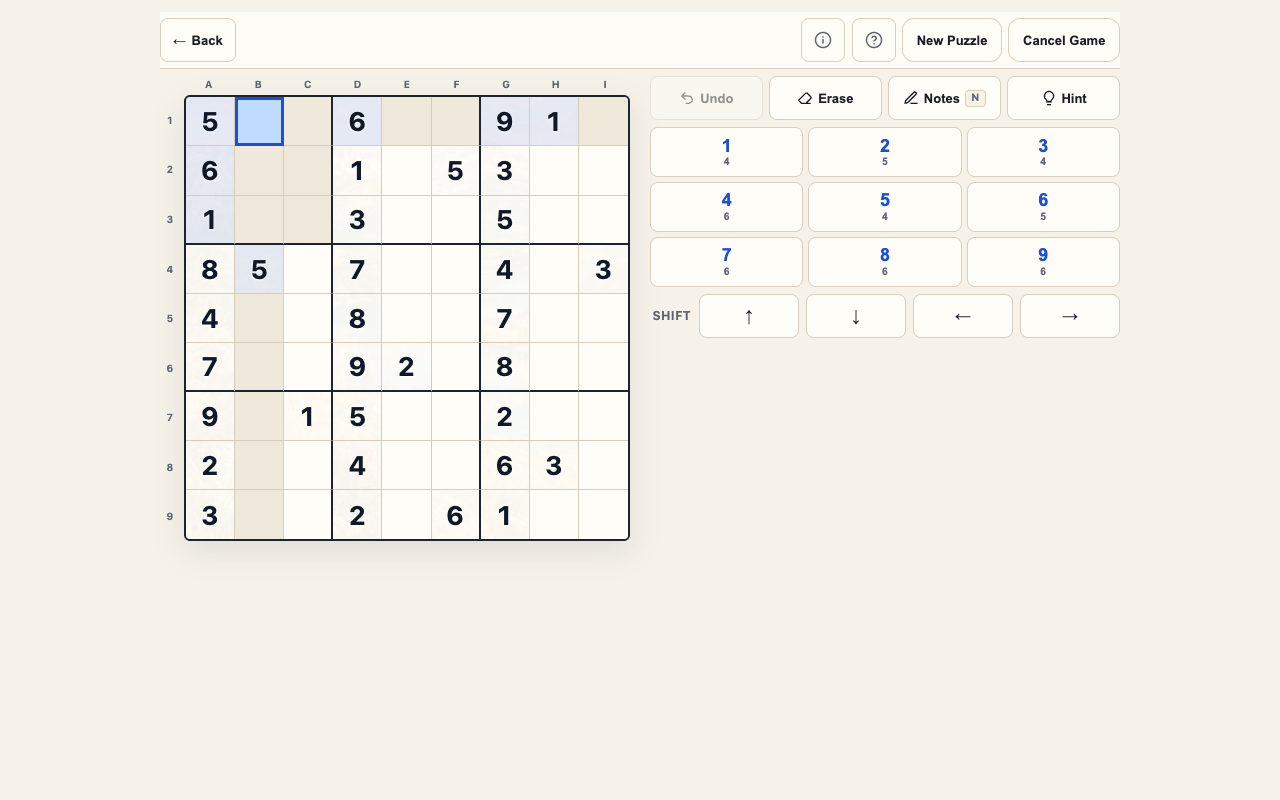 ← Back
New Puzzle
Cancel Game
A B C D E F G H I
1 5 6 9 1
2 6 1 5 3
3 1 3 5
4 8 5 7 4 3
5 4 8 7
6 7 9 2 8
7 9 1 5 2
8 2 4 6 3
9 3 2 6 1
Undo
Erase
Notes N
Hint
1 2 3
4 5 4
4 5 6
6 4 5
7 8 9
6 6 6
SHIFT ↑ ↓ ← →